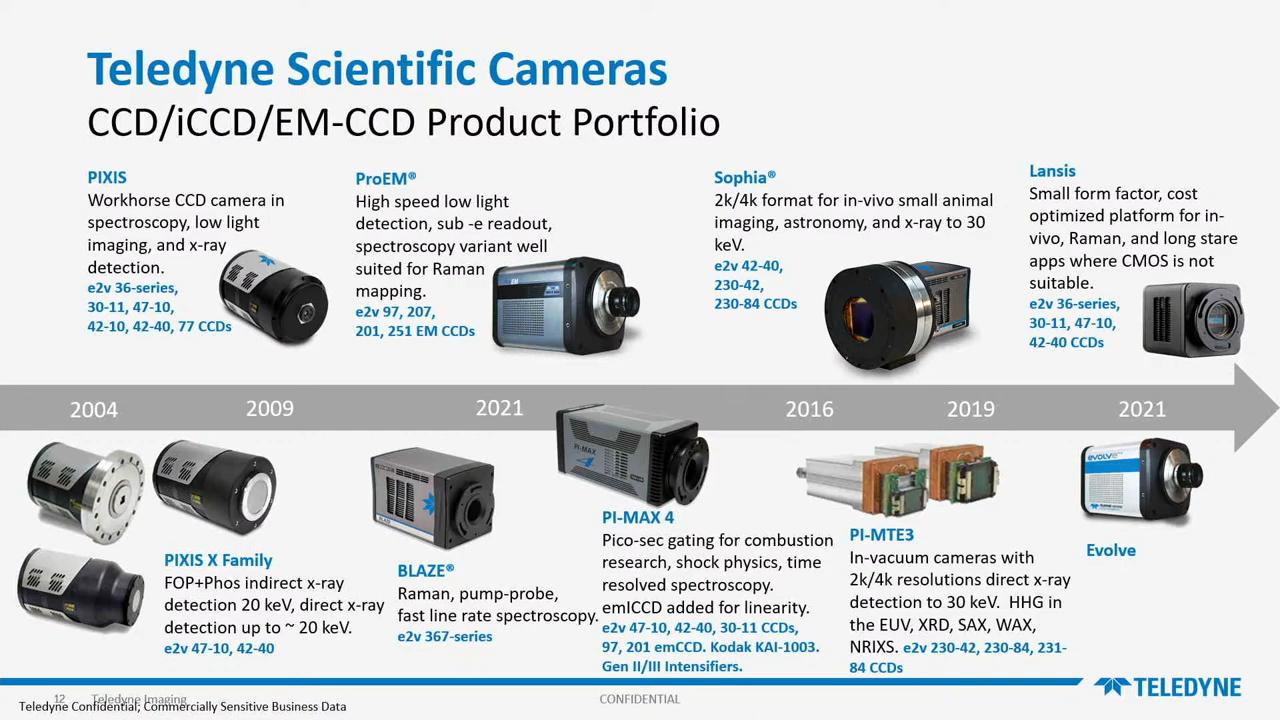 Teledyne Scientific Cameras
CCD/iCCD/EM-CCD Product Portfolio
PIXIS
Workhorse CCD camera in
spectroscopy, low light
imaging, and x-ray
detection.
e2v 36-series,
30-11, 47-10,
42-10, 42-40, 77 CCDs
ProEM®
High speed low light
detection, sub -e readout,
spectroscopy variant well
suited for Raman
mapping.
e2v 97, 207,
201, 251 EM CCDs
Sophia®
2k/4k format for in-vivo small animal
imaging, astronomy, and x-ray to 30
keV.
e2v 42-40,
230-42,
230-84 CCDs
Lansis
Small form factor, cost
optimized platform for in-
vivo, Raman, and long stare
apps where CMOS is not
suitable.
e2v 36-series,
30-11, 47-10,
42-40 CCDs
EM
2004
2009
2021
2016
2019
2021
PI-MAX
4
BLAZE
evolve
PIXIS X Family
FOP+Phos indirect x-ray
detection 20 keV, direct x-ray
detection up to ~ 20 keV.
e2v 47-10, 42-40
BLAZE®
Raman, pump-probe,
fast line rate spectroscopy.
e2v 367-series
PI-MAX 4
Pico-sec gating for combustion
research, shock physics, time
resolved spectroscopy.
emICCD added for linearity.
e2v 47-10, 42-40, 30-11 CCDs,
97, 201 emCCD. Kodak KAI-1003.
Gen II/III Intensifiers.
PI-MTE3
In-vacuum cameras with
2k/4k resolutions direct x-ray
detection to 30 keV. HHG in
the EUV, XRD, SAX, WAX,
NRIXS. e2v 230-42, 230-84, 231-
84 CCDs
Evolve
12
Teledyne Imaging
CONFIDENTIAL
Teledyne Confidential; Commercially Sensitive Business Data
TELEDYNE